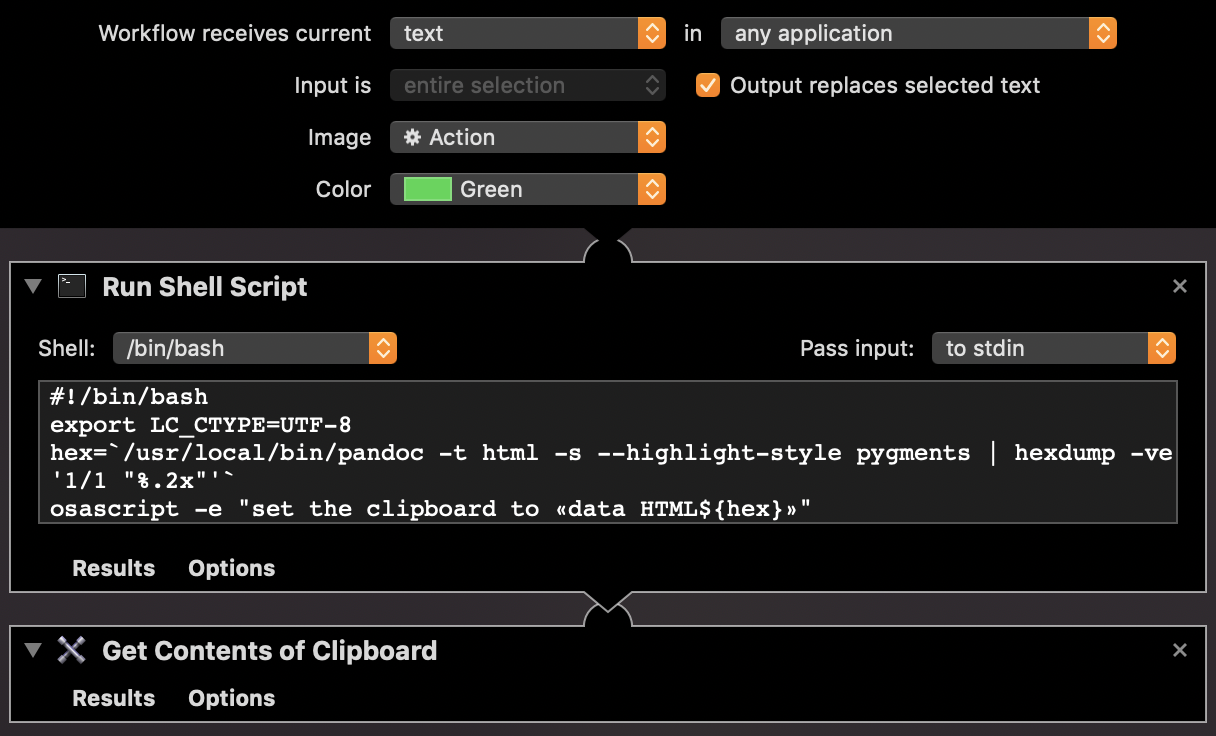 Workflow receives current text in any application
Input is entire selection Output replaces selected text
Image Action
Color Green
Run Shell Script
Shell: /bin/bash Pass input: to stdin
#!/bin/bash
export LC_CTYPE=UTF-8
hex=`/usr/local/bin/pandoc -t html -s --highlight-style pygments | hexdump -ve
'1/1 "%.2x"'`
osascript -e "set the clipboard to «data HTML${hex}»"
Results Options
Get Contents of Clipboard
Results Options